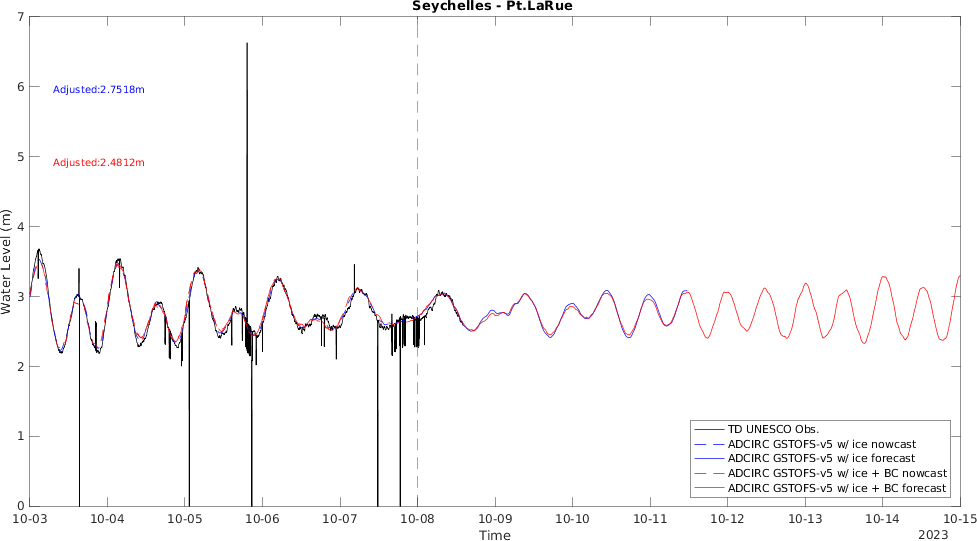 Seychelles - Pt.LaRue
7
6
5
4
3
2
1
0
Water Level (m)
Adjusted:2.7518m
Adjusted:2.4812m
TD UNESCO Obs.
ADCIRC GSTOFS-v5 w/ ice nowcast
ADCIRC GSTOFS-v5 w/ ice forecast
ADCIRC GSTOFS-v5 w/ ice + BC nowcast
ADCIRC GSTOFS-v5 w/ ice + BC forecast
10-03 10-04 10-05 10-06 10-07 10-08 10-09 10-10 10-11 10-12 10-13 10-14 10-15
Time
2023